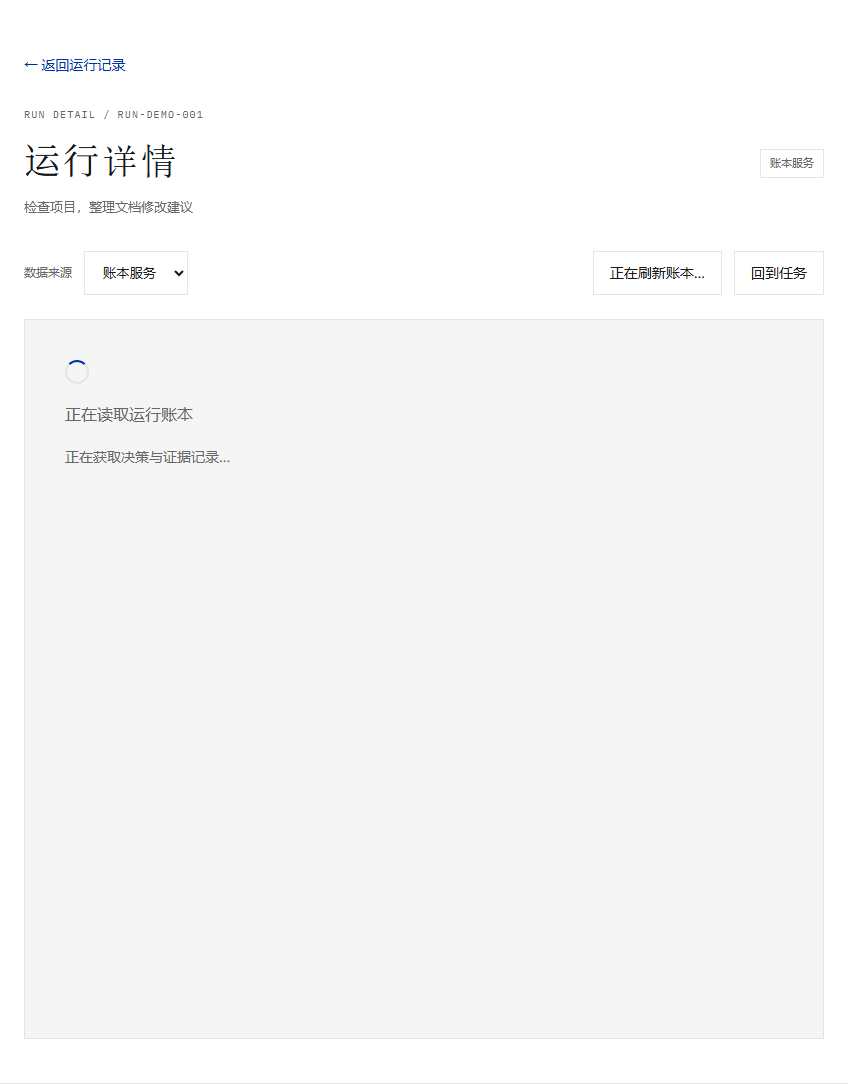 ← 返回运行记录
RUN DETAIL / RUN-DEMO-001
运行详情
账本服务
检查项目，整理文档修改建议
数据来源 账本服务 正在刷新账本... 回到任务
正在读取运行账本
正在获取决策与证据记录...